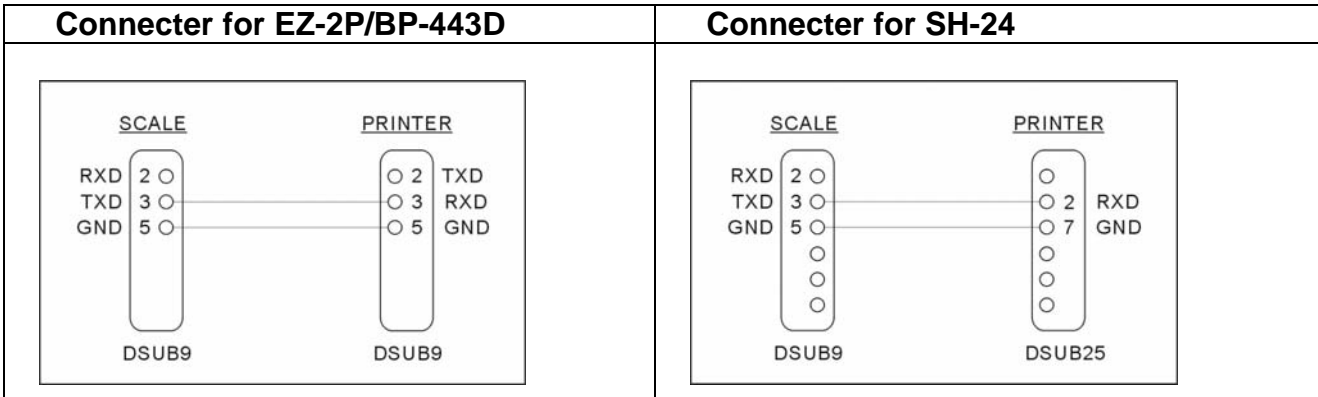 Connecter for EZ-2P/BP-443D
SCALE PRINTER
RXD 2 2 TXD
TXD 3 3 RXD
GND 5 5 GND
DSUB9 DSUB9
Connecter for SH-24
SCALE PRINTER
RXD 2
TXD 3 2 RXD
GND 5 7 GND
DSUB9 DSUB25